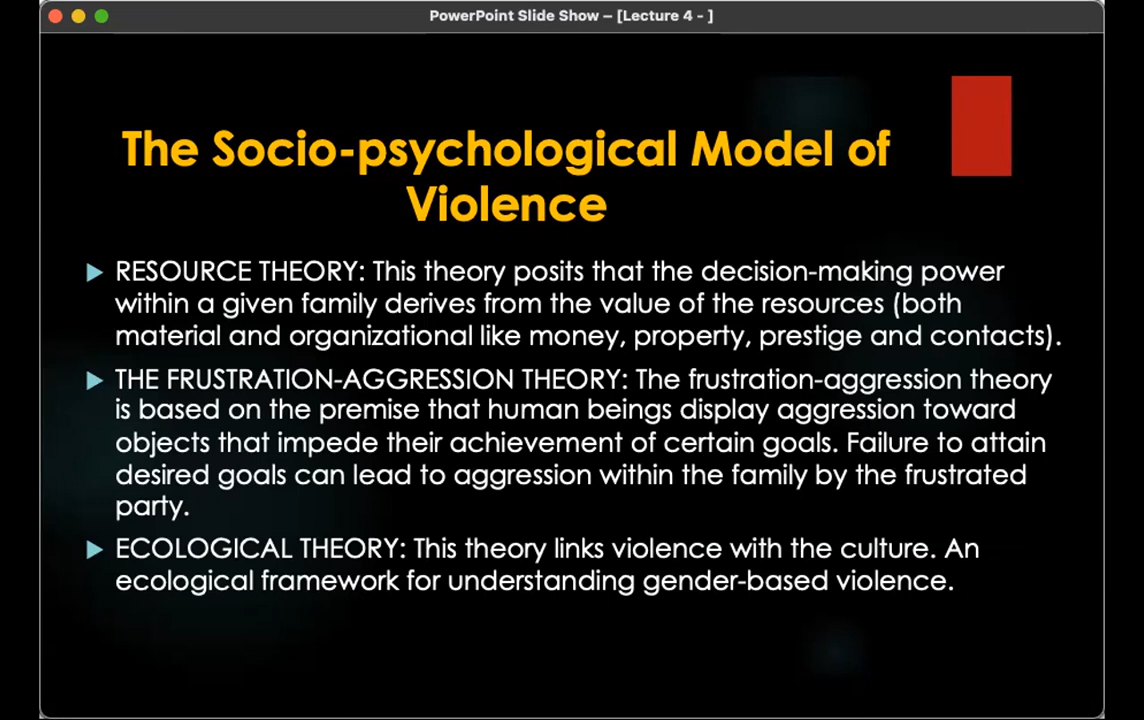 PowerPoint Slide Show – [Lecture 4 - ]
The Socio-psychological Model of
Violence
RESOURCE THEORY: This theory posits that the decision-making power
within a given family derives from the value of the resources (both
material and organizational like money, property, prestige and contacts).
THE FRUSTRATION-AGGRESSION THEORY: The frustration-aggression theory
is based on the premise that human beings display aggression toward
objects that impede their achievement of certain goals. Failure to attain
desired goals can lead to aggression within the family by the frustrated
party.
ECOLOGICAL THEORY: This theory links violence with the culture. An
ecological framework for understanding gender-based violence.